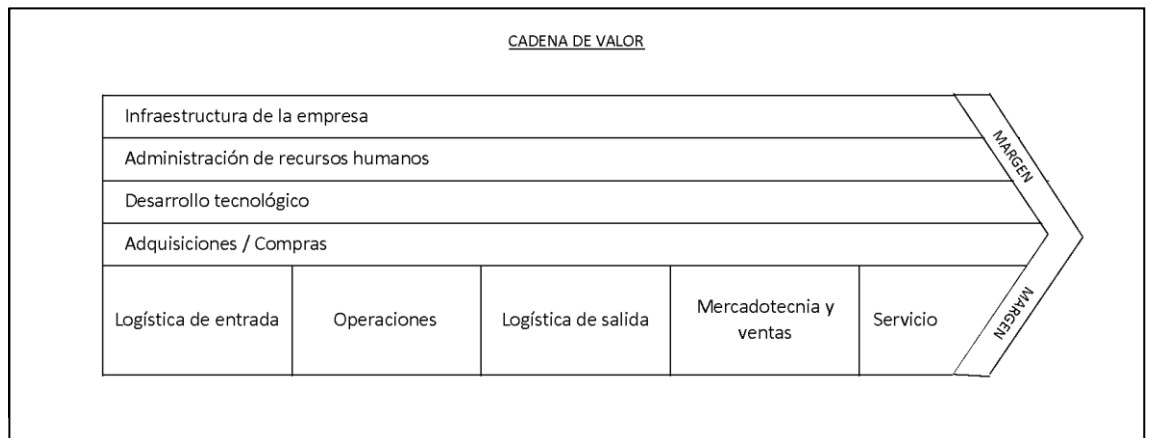 CADENA DE VALOR
Infraestructura de la empresa
Administración de recursos humanos
Desarrollo tecnológico
Adquisiciones / Compras
Logística de entrada
Operaciones
Logística de salida
Mercadotecnia y
ventas
Servicio
MARGEN
MARGEN